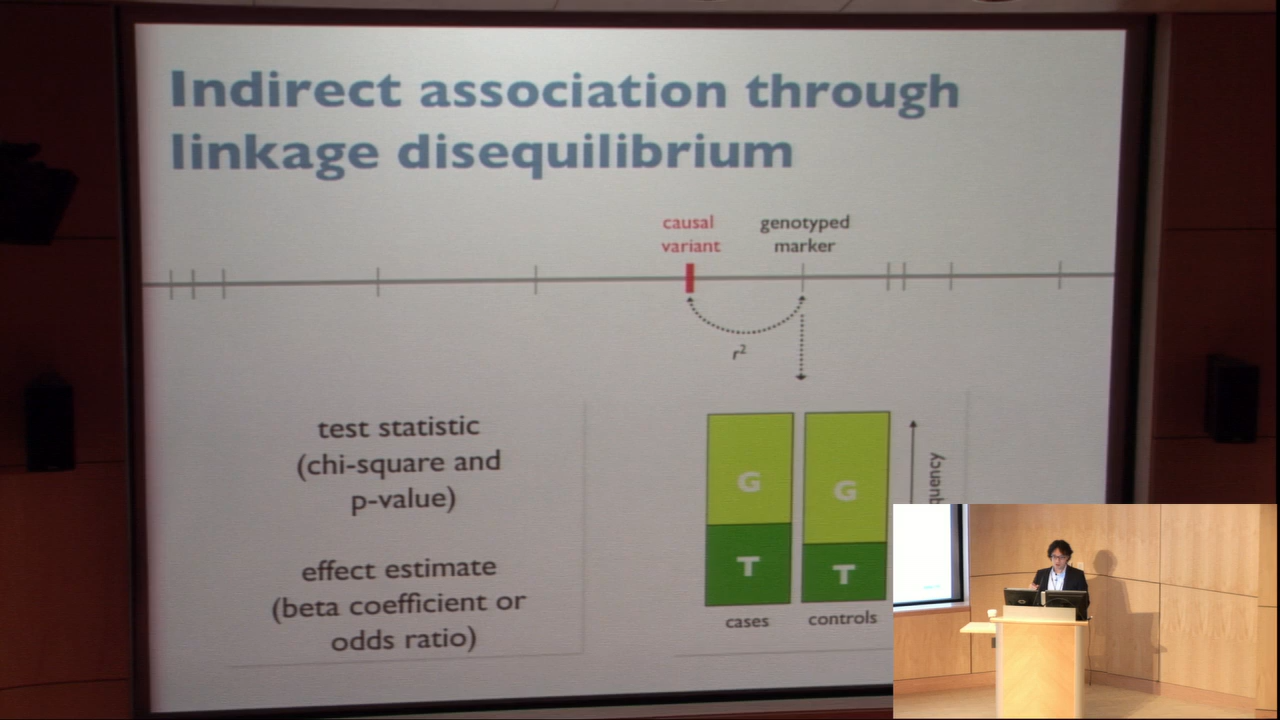 Indirect association through
linkage disequilibrium
causal
variant
genotyped
marker
r²
test statistic
(chi-square and
p-value)
effect estimate
(beta coefficient or
odds ratio)
G
G
T
T
cases
controls